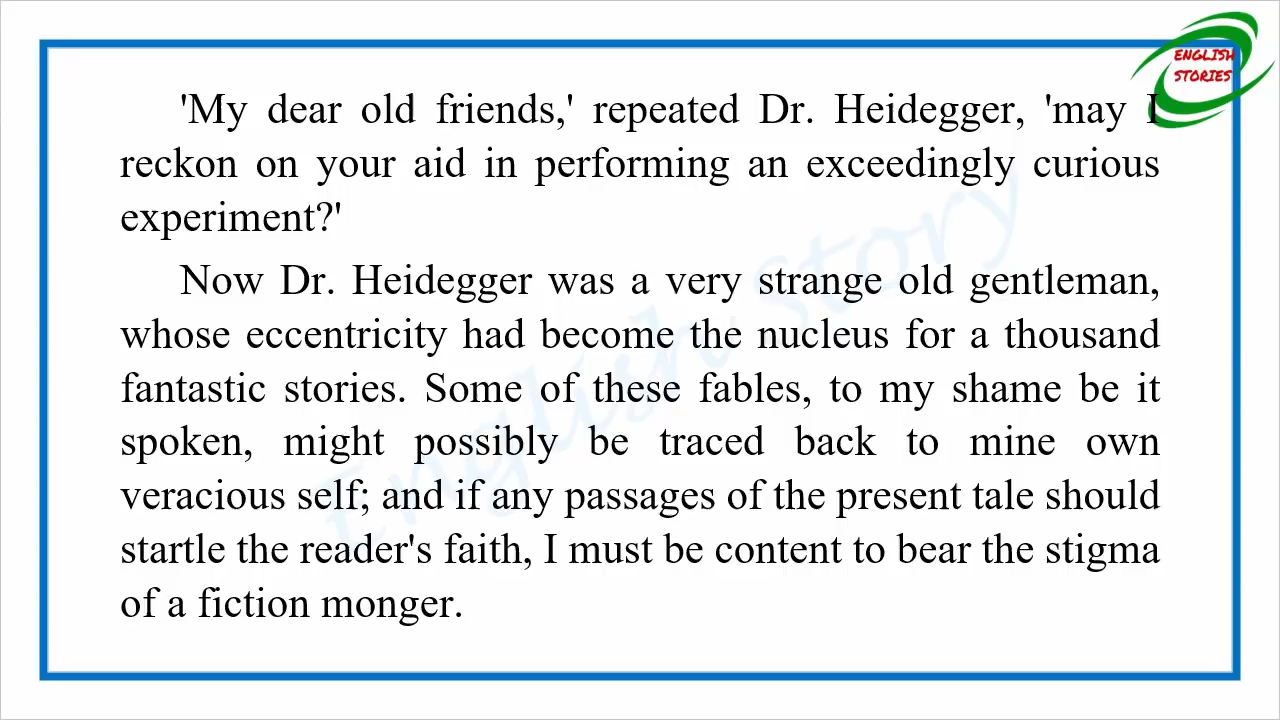 ENGLISH
STORIES
'My dear old friends,' repeated Dr. Heidegger, 'may I
reckon on your aid in performing an exceedingly curious
experiment?'
Now Dr. Heidegger was a very strange old gentleman,
whose eccentricity had become the nucleus for a thousand
fantastic stories. Some of these fables, to my shame be it
spoken, might possibly be traced back to mine own
veracious self; and if any passages of the present tale should
startle the reader's faith, I must be content to bear the stigma
of a fiction monger.
English Story